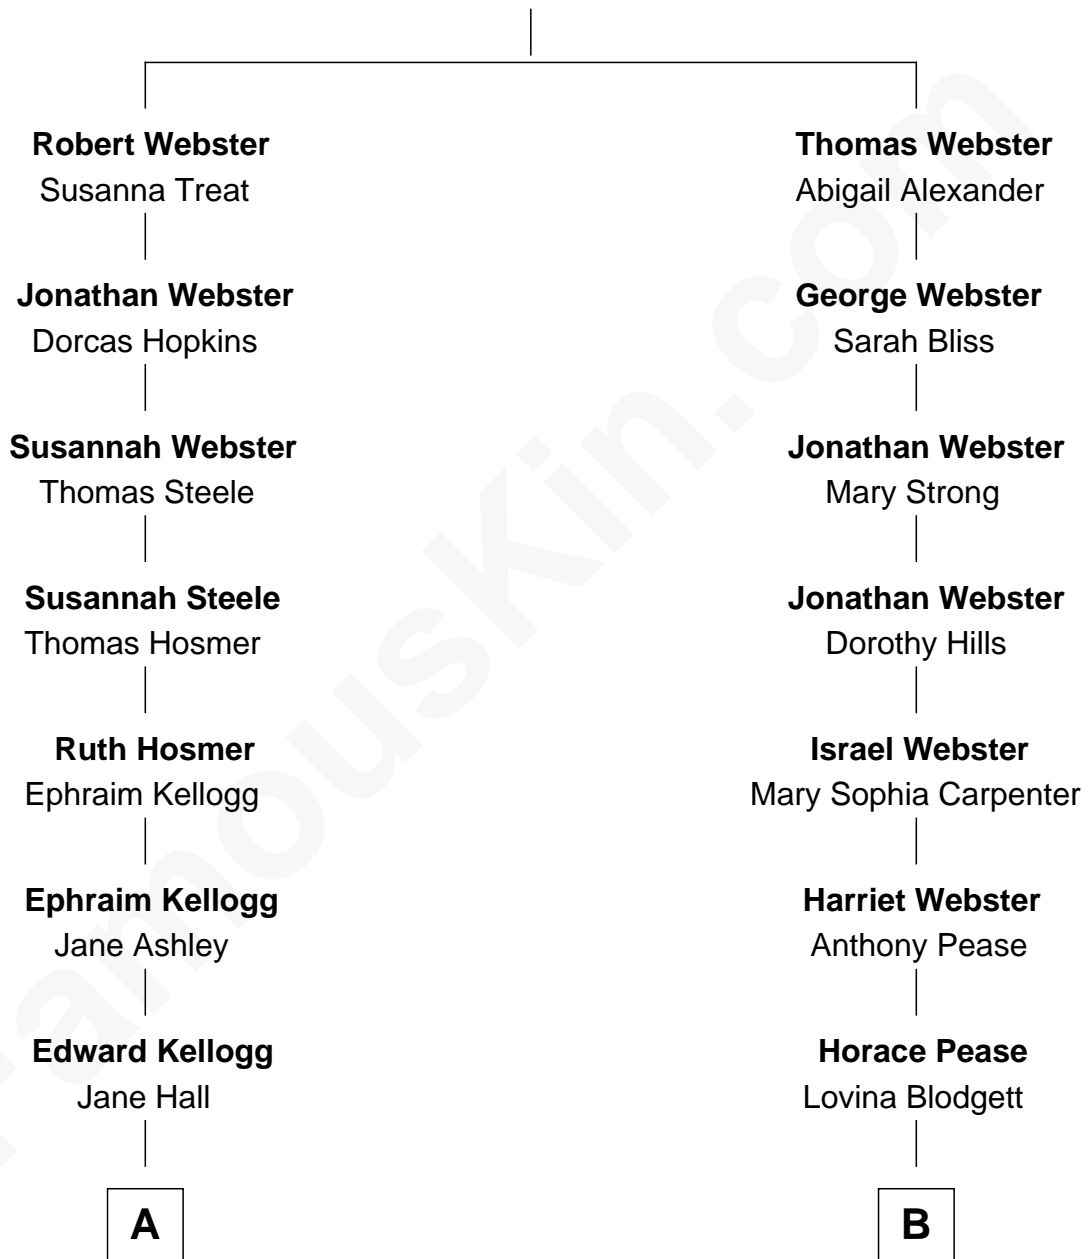 Robert Webster
Susanna Treat
Jonathan Webster
Dorcas Hopkins
Susannah Webster
Thomas Steele
Susannah Steele
Thomas Hosmer
Ruth Hosmer
Ephraim Kellogg
Ephraim Kellogg
Jane Ashley
Edward Kellogg
Jane Hall
A
Thomas Webster
Abigail Alexander
George Webster
Sarah Bliss
Jonathan Webster
Mary Strong
Jonathan Webster
Dorothy Hills
Israel Webster
Mary Sophia Carpenter
Harriet Webster
Anthony Pease
Horace Pease
Lovina Blodgett
B
FamousKin.com